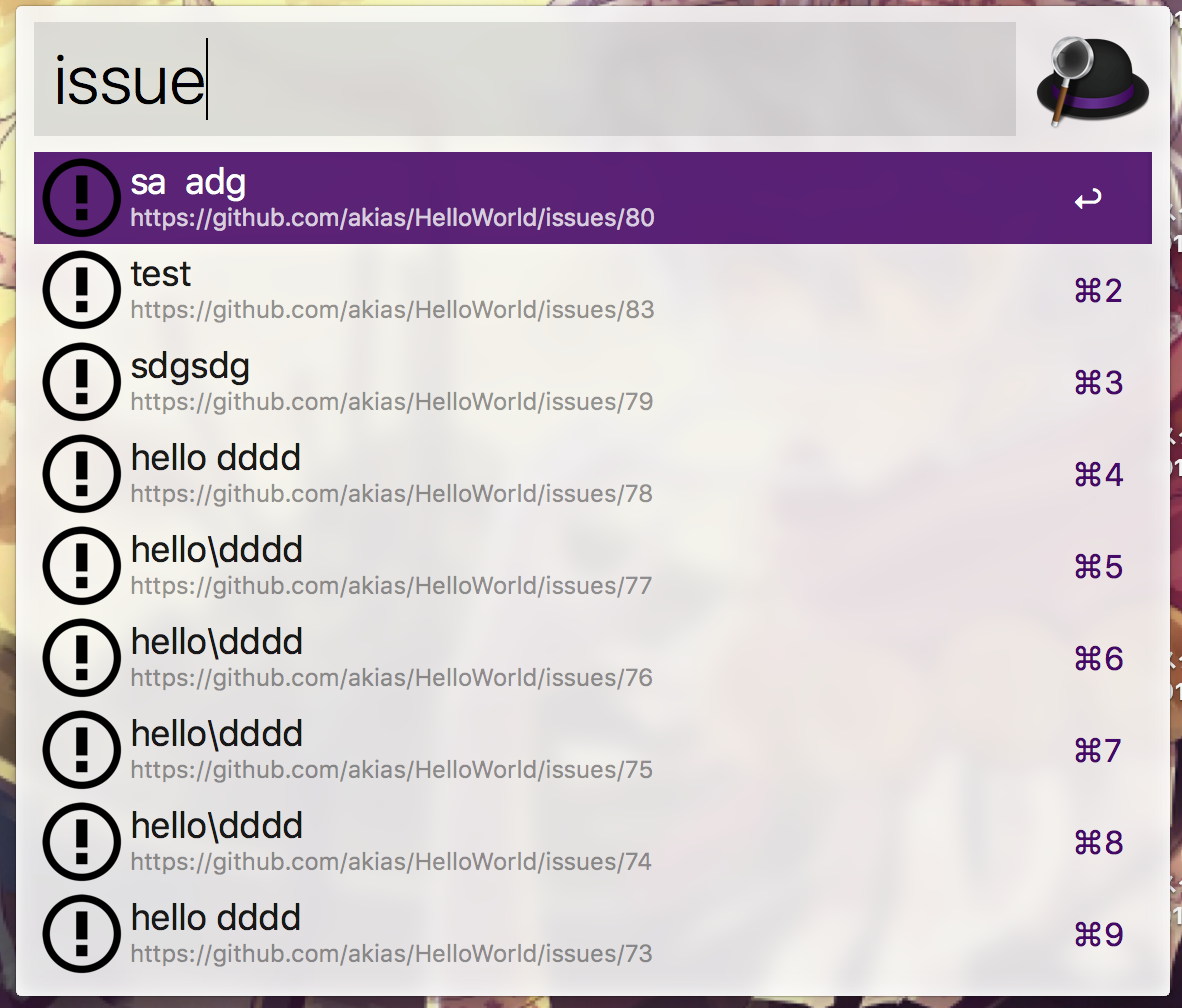 issue
sa  adg
https://github.com/akias/HelloWorld/issues/80
↩
test
https://github.com/akias/HelloWorld/issues/83
⌘2
sdgsdg
https://github.com/akias/HelloWorld/issues/79
⌘3
hello dddd
https://github.com/akias/HelloWorld/issues/78
⌘4
hello\dddd
https://github.com/akias/HelloWorld/issues/77
⌘5
hello\dddd
https://github.com/akias/HelloWorld/issues/76
⌘6
hello\dddd
https://github.com/akias/HelloWorld/issues/75
⌘7
hello\dddd
https://github.com/akias/HelloWorld/issues/74
⌘8
hello dddd
https://github.com/akias/HelloWorld/issues/73
⌘9